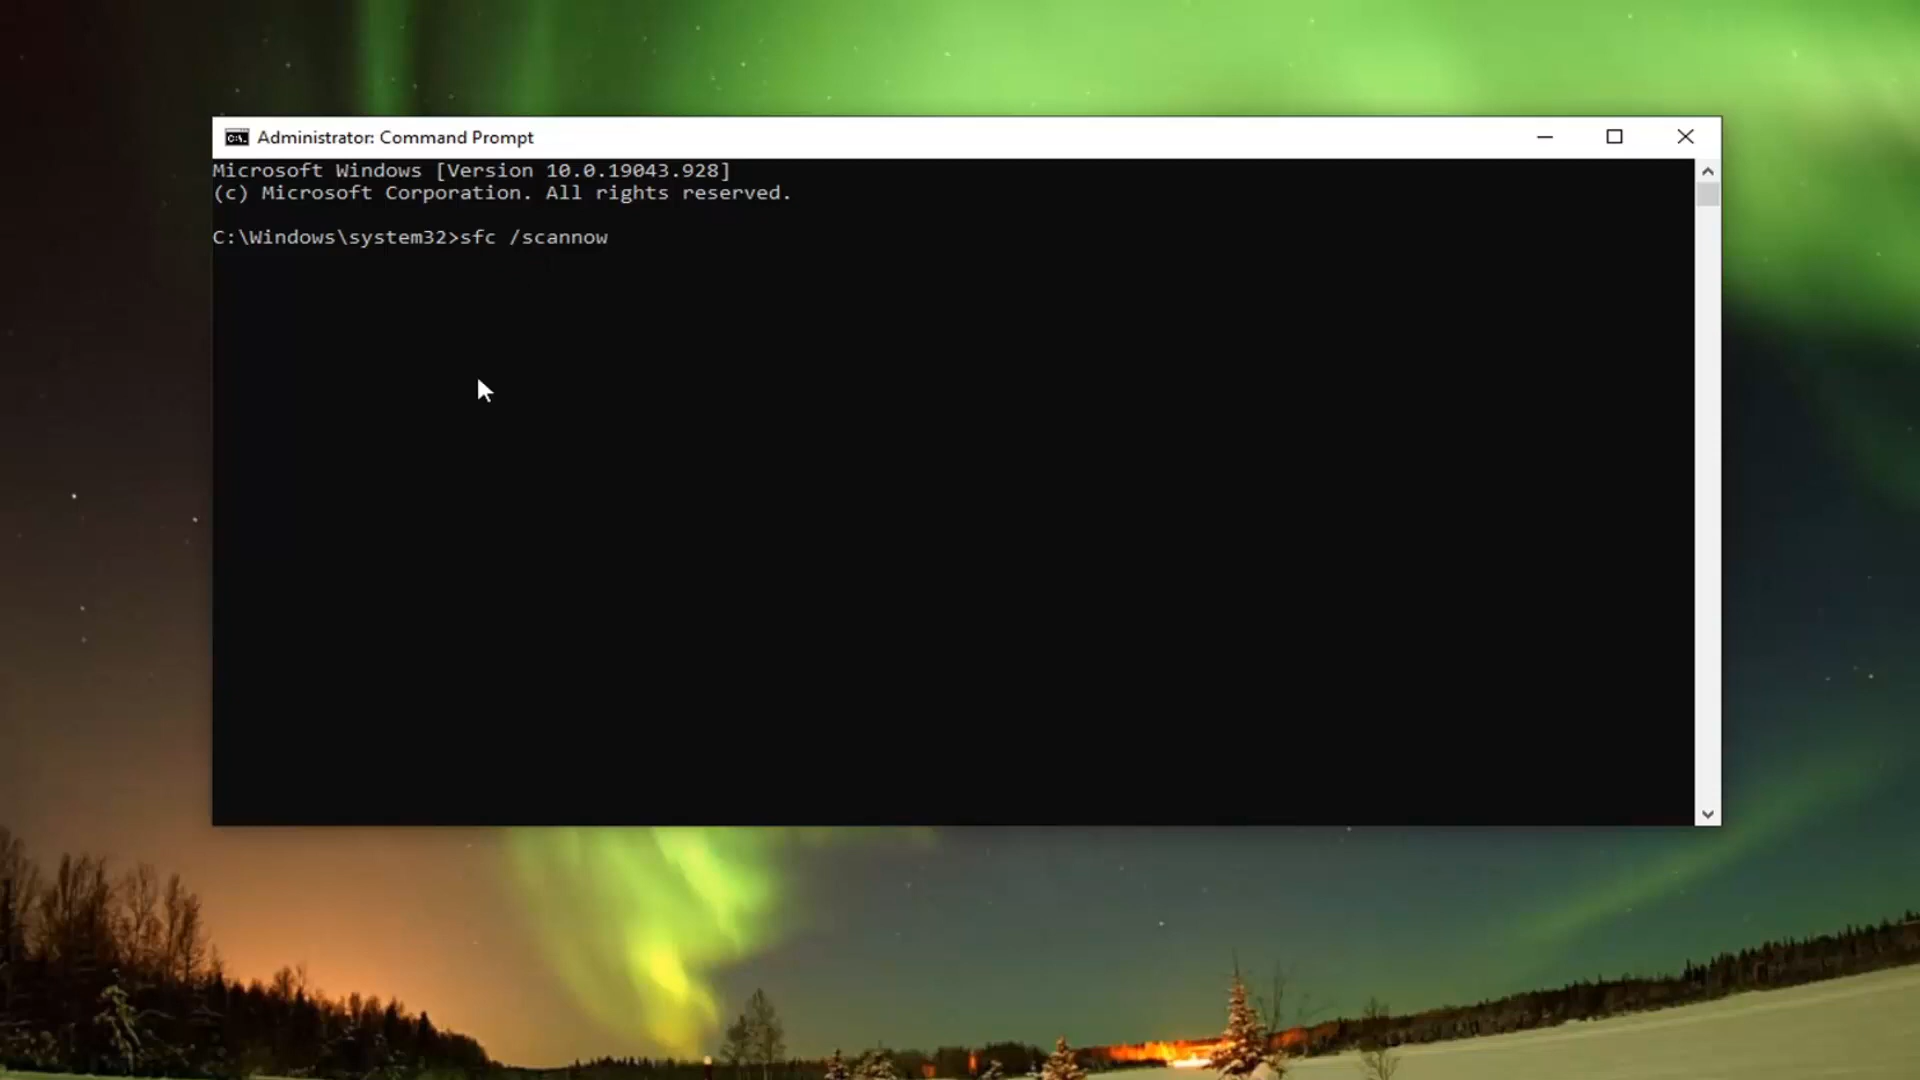 Administrator: Command Prompt
Microsoft Windows [Version 10.0.19043.928]
(c) Microsoft Corporation. All rights reserved.
C:\Windows\system32>sfc /scannow